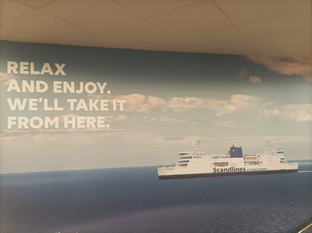 RELAX
AND ENJOY.
WE'LL TAKE IT
FROM HERE.
Scandlines